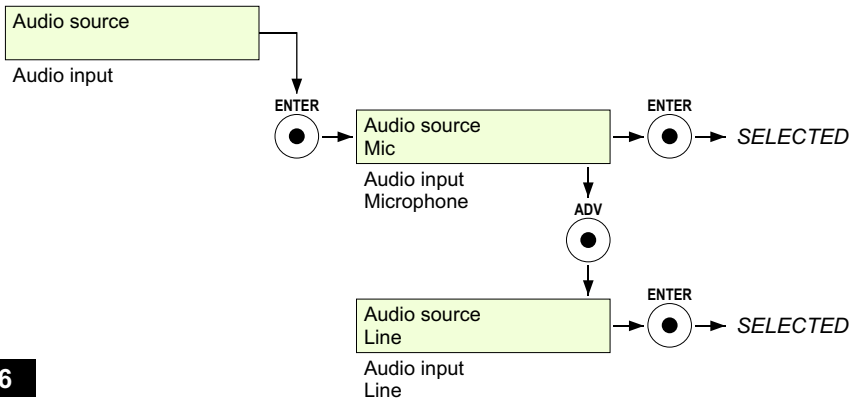 Audio source
Audio input
ENTER
Audio source
Mic
ENTER
SELECTED
Audio input
Microphone
ADV
Audio source
Line
ENTER
SELECTED
Audio input
Line
6